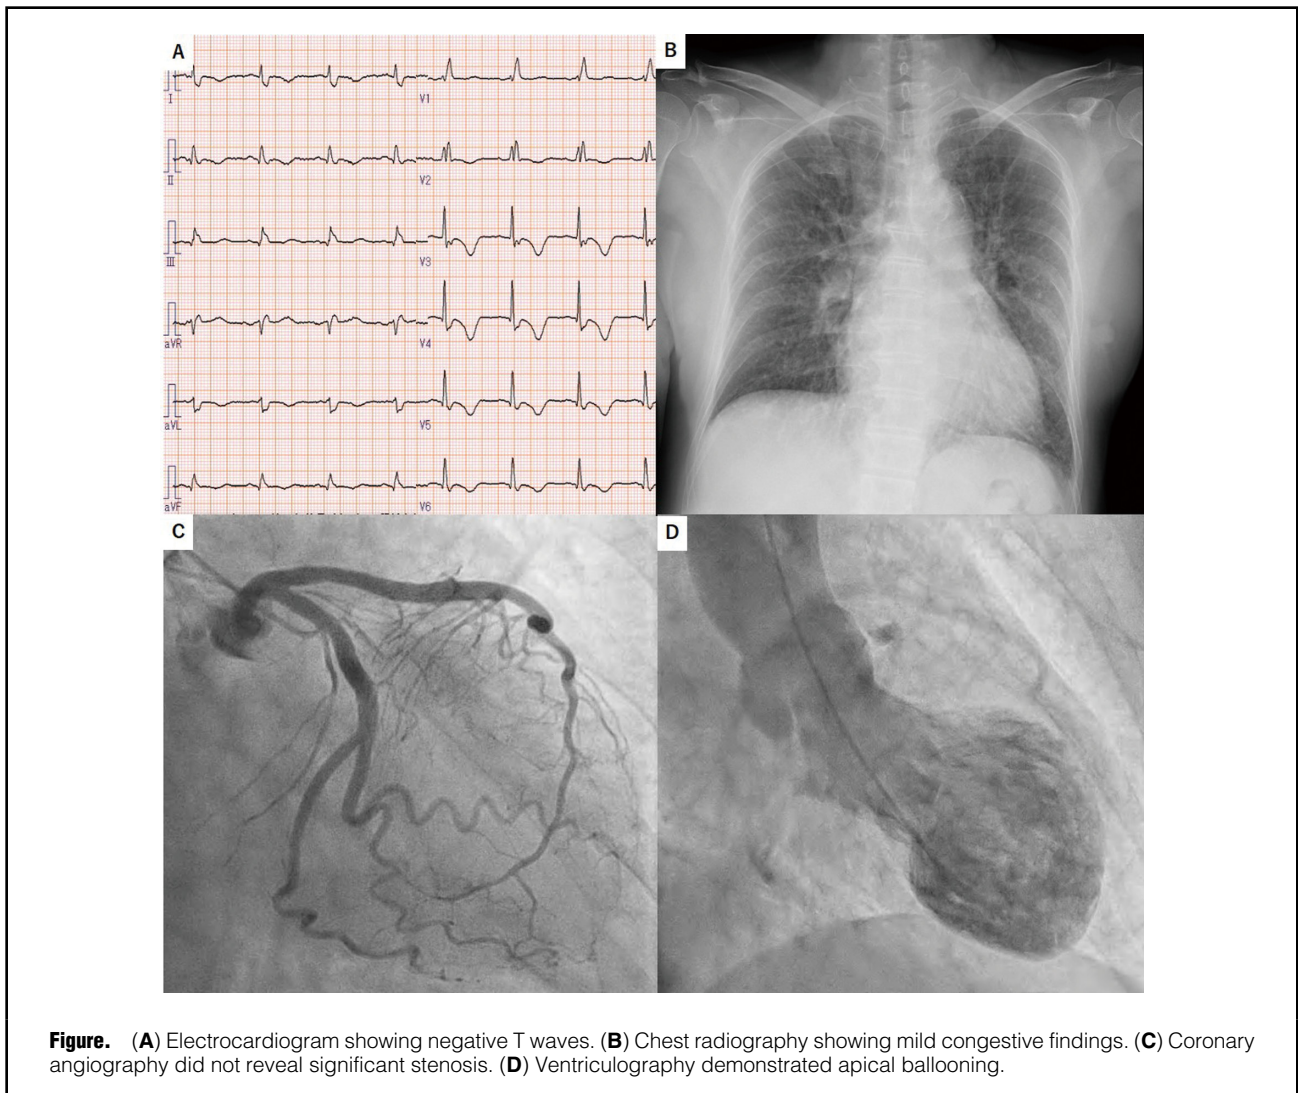 A
B
I
V1
II
V2
III
V3
aVR
V4
aVL
V5
aVF
V6
C
D
Figure. (A) Electrocardiogram showing negative T waves. (B) Chest radiography showing mild congestive findings. (C) Coronary
angiography did not reveal significant stenosis. (D) Ventriculography demonstrated apical ballooning.